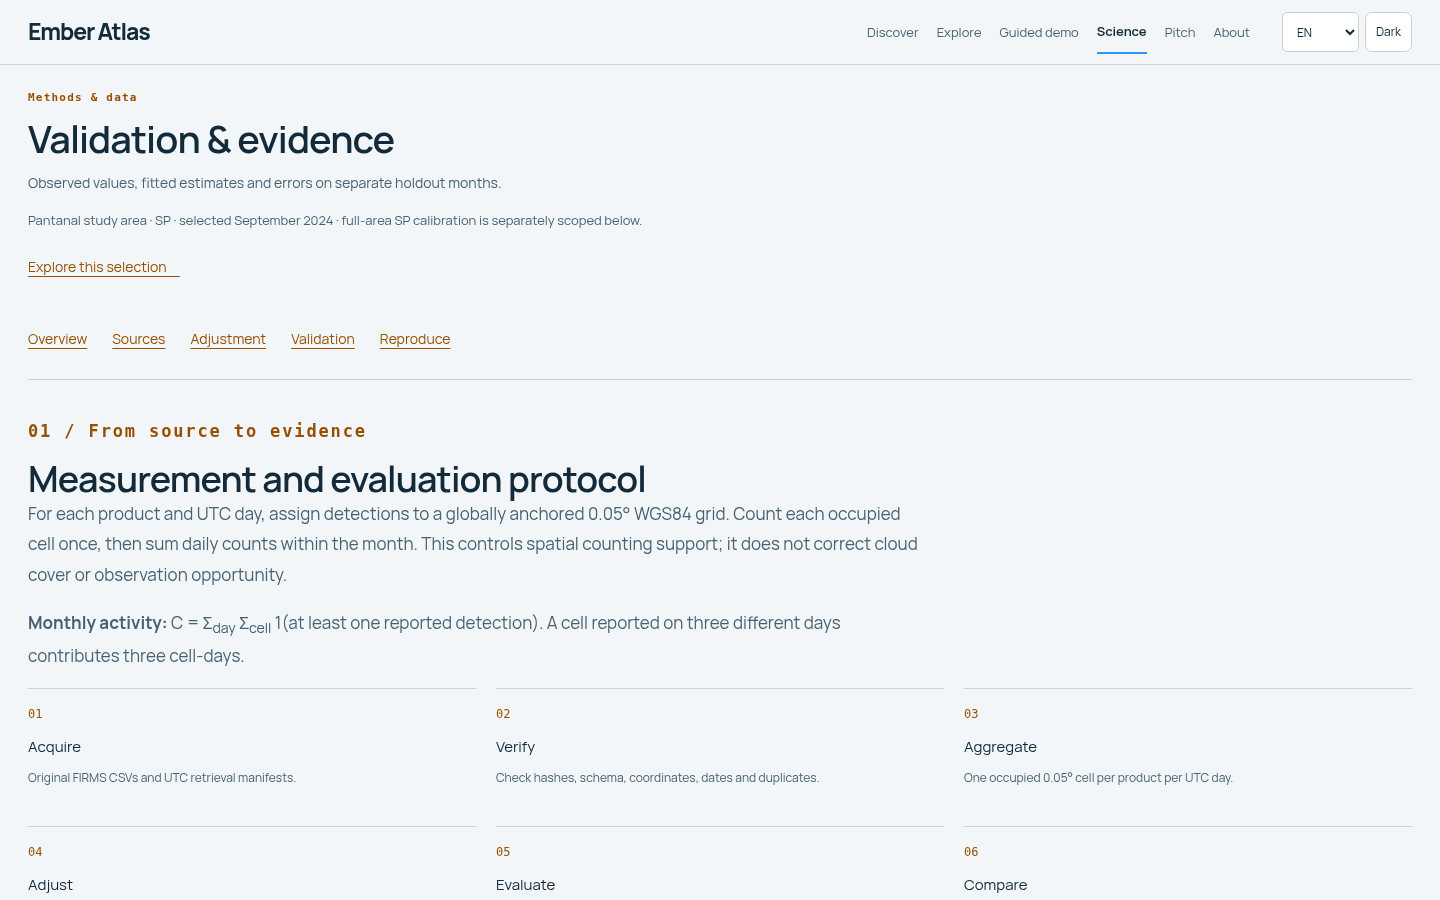 Ember Atlas
Discover Explore Guided demo Science Pitch About EN Dark
Methods & data
Validation & evidence
Observed values, fitted estimates and errors on separate holdout months.
Pantanal study area · SP · selected September 2024 · full-area SP calibration is separately scoped below.
Explore this selection
Overview Sources Adjustment Validation Reproduce
01 / From source to evidence
Measurement and evaluation protocol
For each product and UTC day, assign detections to a globally anchored 0.05° WGS84 grid. Count each occupied
cell once, then sum daily counts within the month. This controls spatial counting support; it does not correct cloud
cover or observation opportunity.
Monthly activity: C = Σday Σcell 1(at least one reported detection). A cell reported on three different days
contributes three cell-days.
01
Acquire
Original FIRMS CSVs and UTC retrieval manifests.
02
Verify
Check hashes, schema, coordinates, dates and duplicates.
03
Aggregate
One occupied 0.05° cell per product per UTC day.
04
Adjust
05
Evaluate
06
Compare